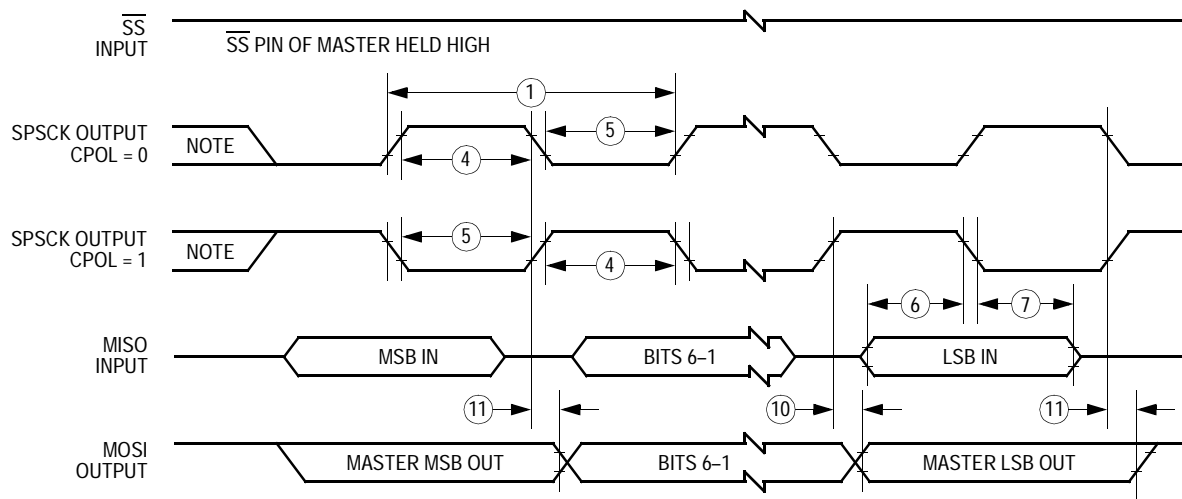 SS
INPUT
SS PIN OF MASTER HELD HIGH
1
SPSCK OUTPUT
CPOL = 0
NOTE
5
4
SPSCK OUTPUT
CPOL = 1
NOTE
5
4
6
7
MISO
INPUT
MSB IN
BITS 6–1
LSB IN
11
10
11
MOSI
OUTPUT
MASTER MSB OUT
BITS 6–1
MASTER LSB OUT